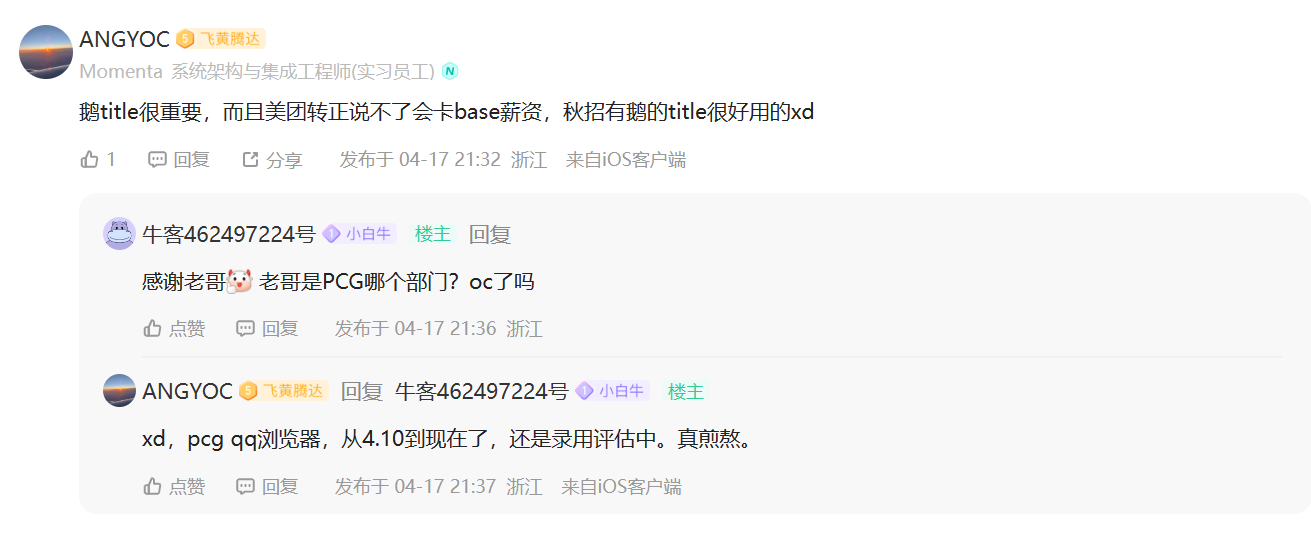 ANGYOC 5 飞黄腾达
Momenta 系统架构与集成工程师(实习员工) N
鹅title很重要，而且美团转正说不了会卡base薪资，秋招有鹅的title很好用的xd
1 回复 分享 发布于 04-17 21:32 浙江 来自iOS客户端
牛客462497224号 1 小白牛 楼主 回复
感谢老哥 老哥是PCG哪个部门？oc了吗
点赞 回复 发布于 04-17 21:36 浙江
ANGYOC 5 飞黄腾达 回复 牛客462497224号 1 小白牛 楼主
xd，pcg qq浏览器，从4.10到现在了，还是录用评估中。真煎熬。
点赞 回复 发布于 04-17 21:37 浙江 来自iOS客户端